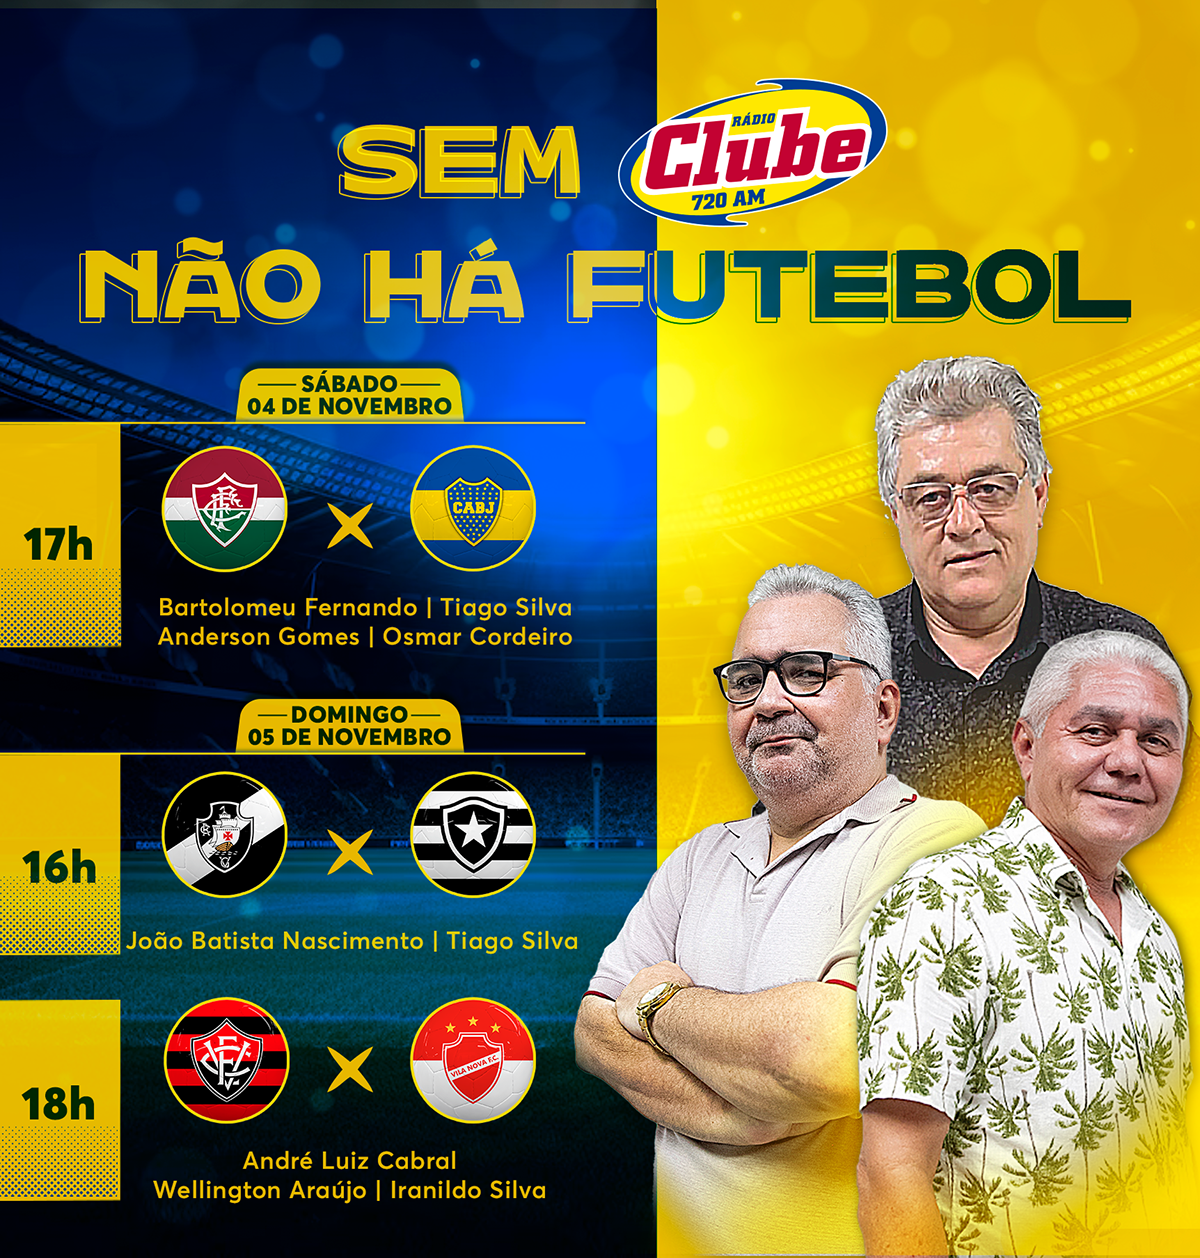 SEM
RÁDIO
Clube
720 AM
NÃO HÁ FUTEBOL
SÁBADO
04 DE NOVEMBRO
17h
CABJ
Bartolomeu Fernando | Tiago Silva
Anderson Gomes | Osmar Cordeiro
DOMINGO
05 DE NOVEMBRO
16h
João Batista Nascimento | Tiago Silva
18h
VILA NOVA F.C.
André Luiz Cabral
Wellington Araújo | Iranildo Silva